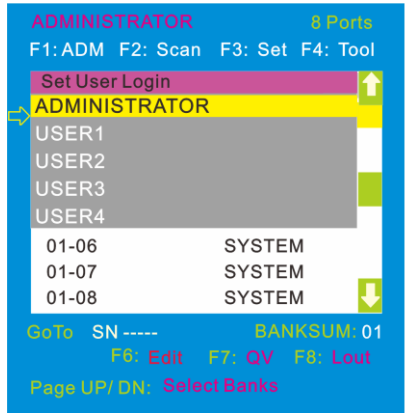 ADMINISTRATOR 8 Ports
F1: ADM F2: Scan F3: Set F4: Tool
Set User Login
ADMINISTRATOR
USER1
USER2
USER3
USER4
01-06 SYSTEM
01-07 SYSTEM
01-08 SYSTEM
GoTo SN ----- BANKSUM: 01
F6: Edit F7: QV F8: Lout
Page UP/ DN: Select Banks